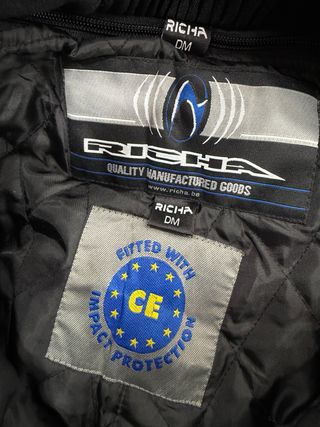 RICHA
DM
RICHA
QUALITY MANUFACTURED GOODS
www.richa.be
RICHA
DM
FITTED WITH
CE
IMPACT PROTECTION